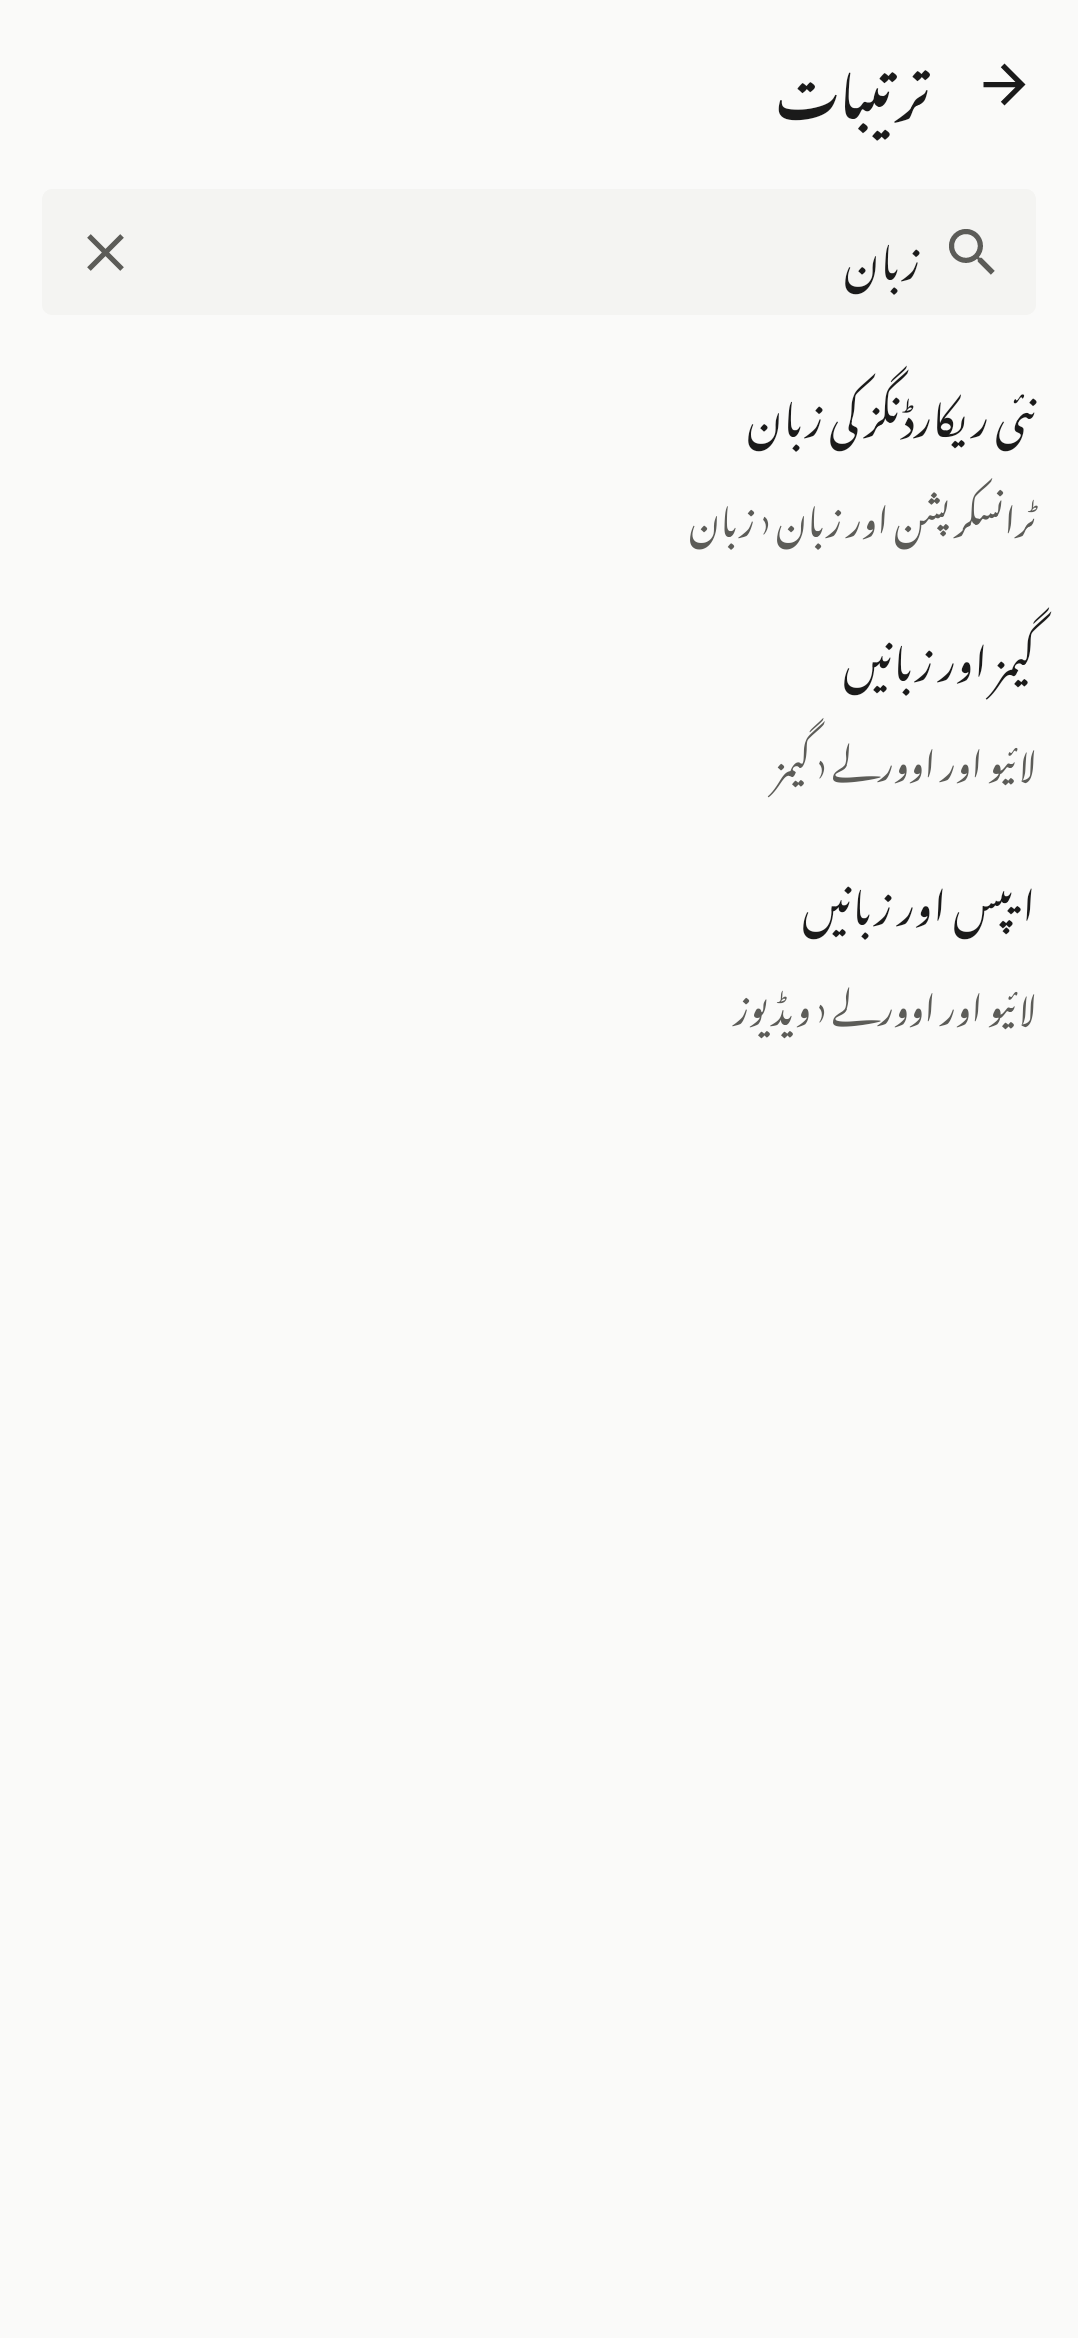 ترتیبات
زبان
نئی ریکارڈنگز کی زبان
ٹرانسکرپشن اور زبان › زبان
گیمز اور زبانیں
لائیو اور اوورلے › گیمز
ایپس اور زبانیں
لائیو اور اوورلے › ویڈیوز